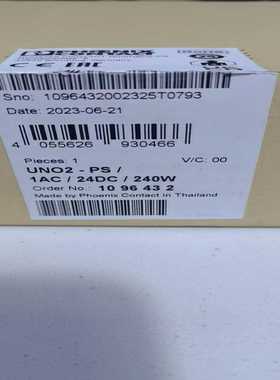 Sno: 1096432002325T0793
Date: 2023-06-21
4 055626 930466
Pieces: 1 V/C: 00
UNO2 - PS /
1AC / 24DC / 240W
Order No.: 10 96 43 2
Made by Phoenix Contact in Thailand